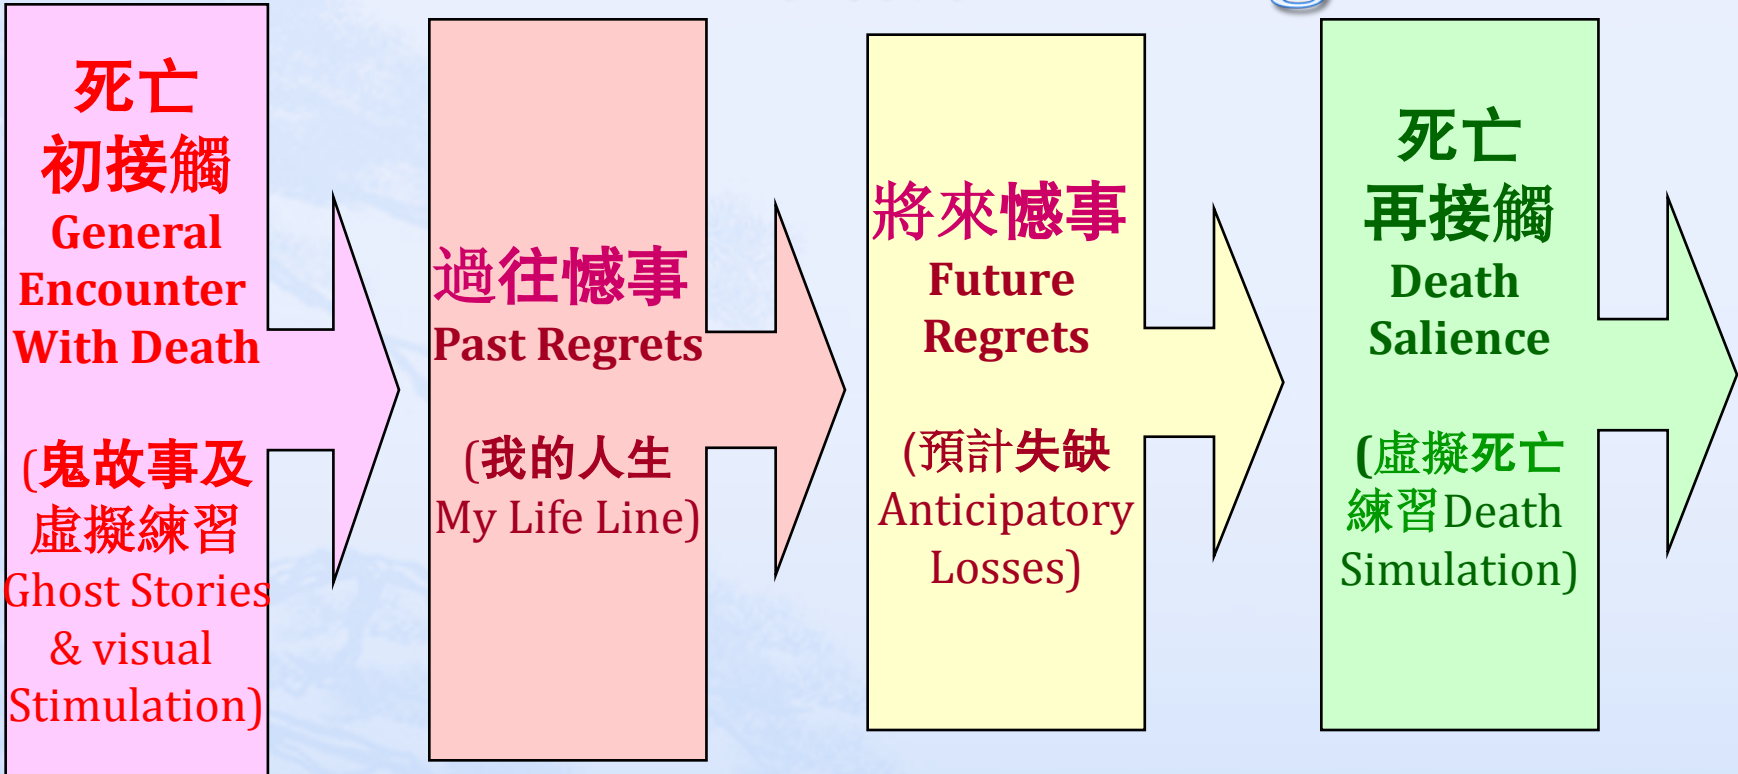 死亡
初接觸
General
Encounter
With Death
(鬼故事及
虛擬練習
Ghost Stories
& visual
Stimulation)
過往憾事
Past Regrets
(我的人生
My Life Line)
將來憾事
Future
Regrets
(預計失缺
Anticipatory
Losses)
死亡
再接觸
Death
Salience
(虛擬死亡
練習Death
Simulation)